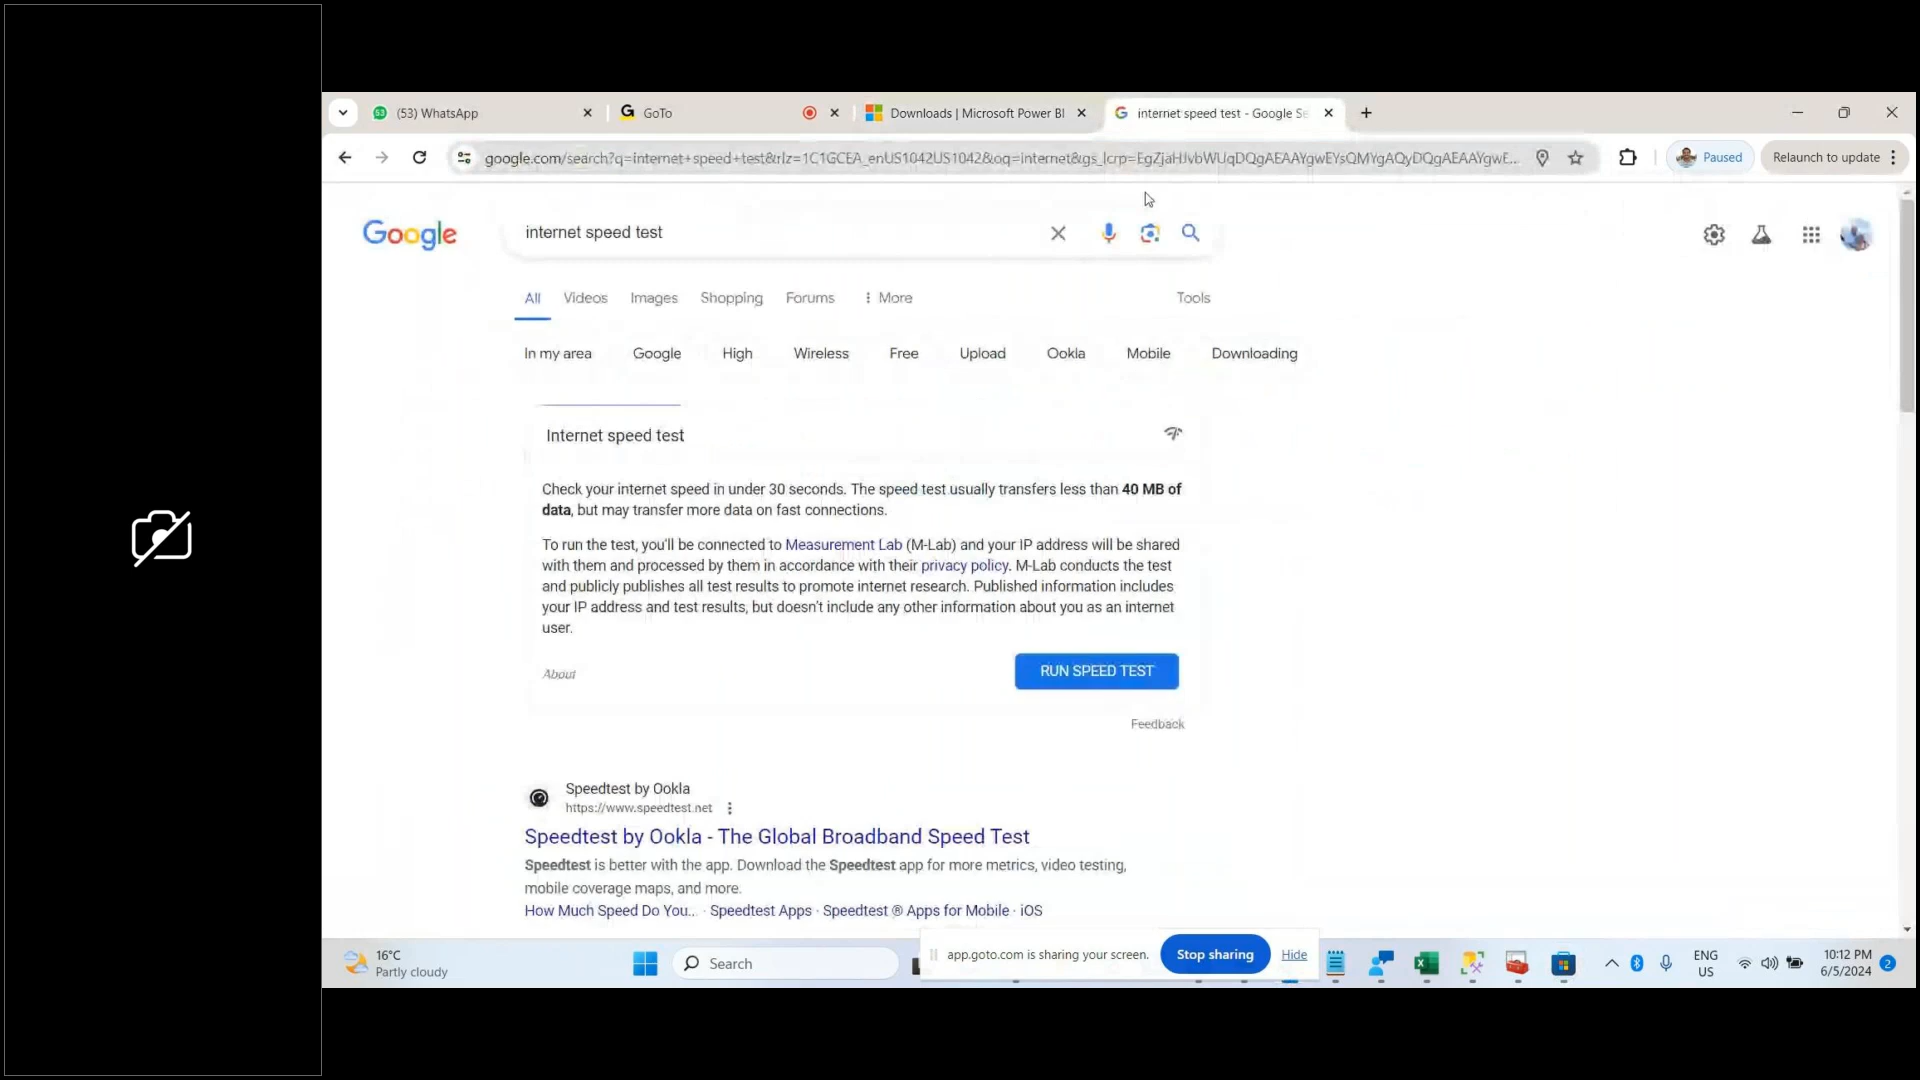 (53) WhatsApp
GoTo
Downloads | Microsoft Power BI
internet speed test - Google Se
google.com/search?q=internet+speed+test&rlz=1C1GCEA_enUS1042US1042&oq=internet&gs_lcrp=
Paused
Relaunch to update
Google
internet speed test
All Videos Images Shopping Forums More Tools
In my area Google High Wireless Free Upload Ookla Mobile Downloading
Internet speed test
Check your internet speed in under 30 seconds. The speed test usually transfers less than 40 MB of
data, but may transfer more data on fast connections.
To run the test, you'll be connected to Measurement Lab (M-Lab) and your IP address will be shared
with them and processed by them in accordance with their privacy policy. M-Lab conducts the test
and publicly publishes all test results to promote internet research. Published information includes
your IP address and test results, but doesn't include any other information about you as an internet
user.
About
RUN SPEED TEST
Feedback
Speedtest by Ookla
https://www.speedtest.net
Speedtest by Ookla - The Global Broadband Speed Test
Speedtest is better with the app. Download the Speedtest app for more metrics, video testing,
mobile coverage maps, and more.
How Much Speed Do You... · Speedtest Apps · Speedtest ® Apps for Mobile · iOS
app.goto.com is sharing your screen.
Stop sharing
Hide
16°C
Partly cloudy
Search
ENG
US
10:12 PM
6/5/2024
2